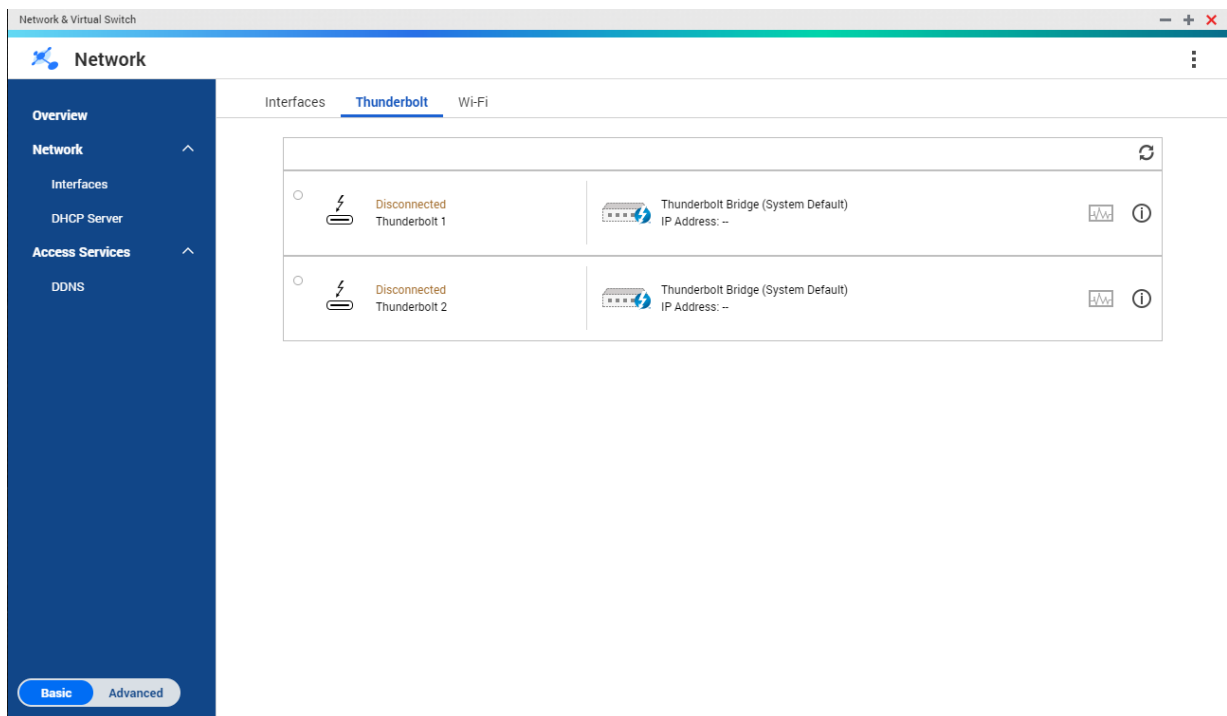 Network & Virtual Switch
Network
Overview
Network
Interfaces
DHCP Server
Access Services
DDNS
Basic Advanced
Interfaces Thunderbolt Wi-Fi
Disconnected
Thunderbolt 1
Thunderbolt Bridge (System Default)
IP Address: --
Disconnected
Thunderbolt 2
Thunderbolt Bridge (System Default)
IP Address: --